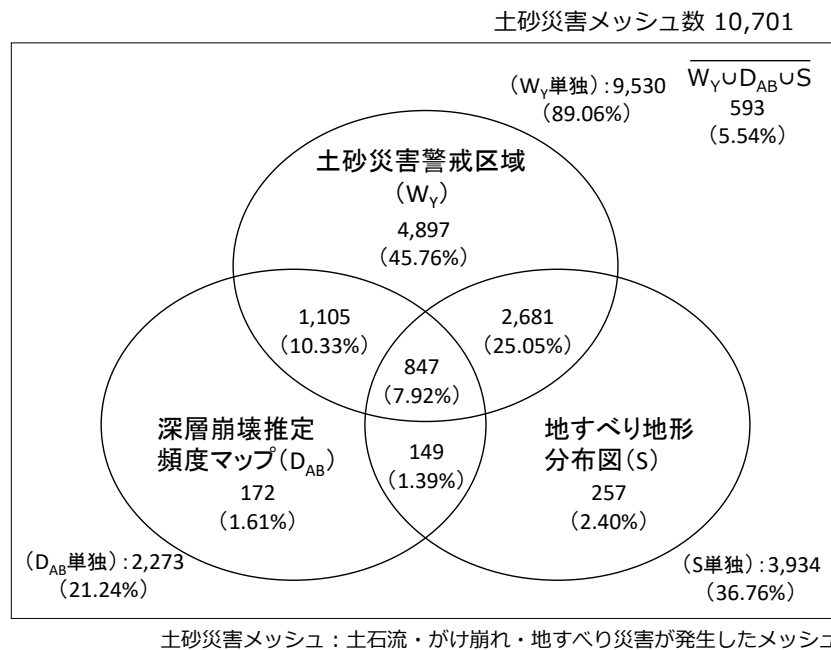 土砂災害メッシュ数 10,701
(WY単独):9,530
(89.06%)
WY∪DAB∪S
593
(5.54%)
土砂災害警戒区域
(WY)
4,897
(45.76%)
1,105
(10.33%)
2,681
(25.05%)
847
(7.92%)
深層崩壊推定
頻度マップ(DAB)
172
(1.61%)
149
(1.39%)
地すべり地形
分布図(S)
257
(2.40%)
(DAB単独):2,273
(21.24%)
(S単独):3,934
(36.76%)
土砂災害メッシュ:土石流・がけ崩れ・地すべり災害が発生したメッシュ